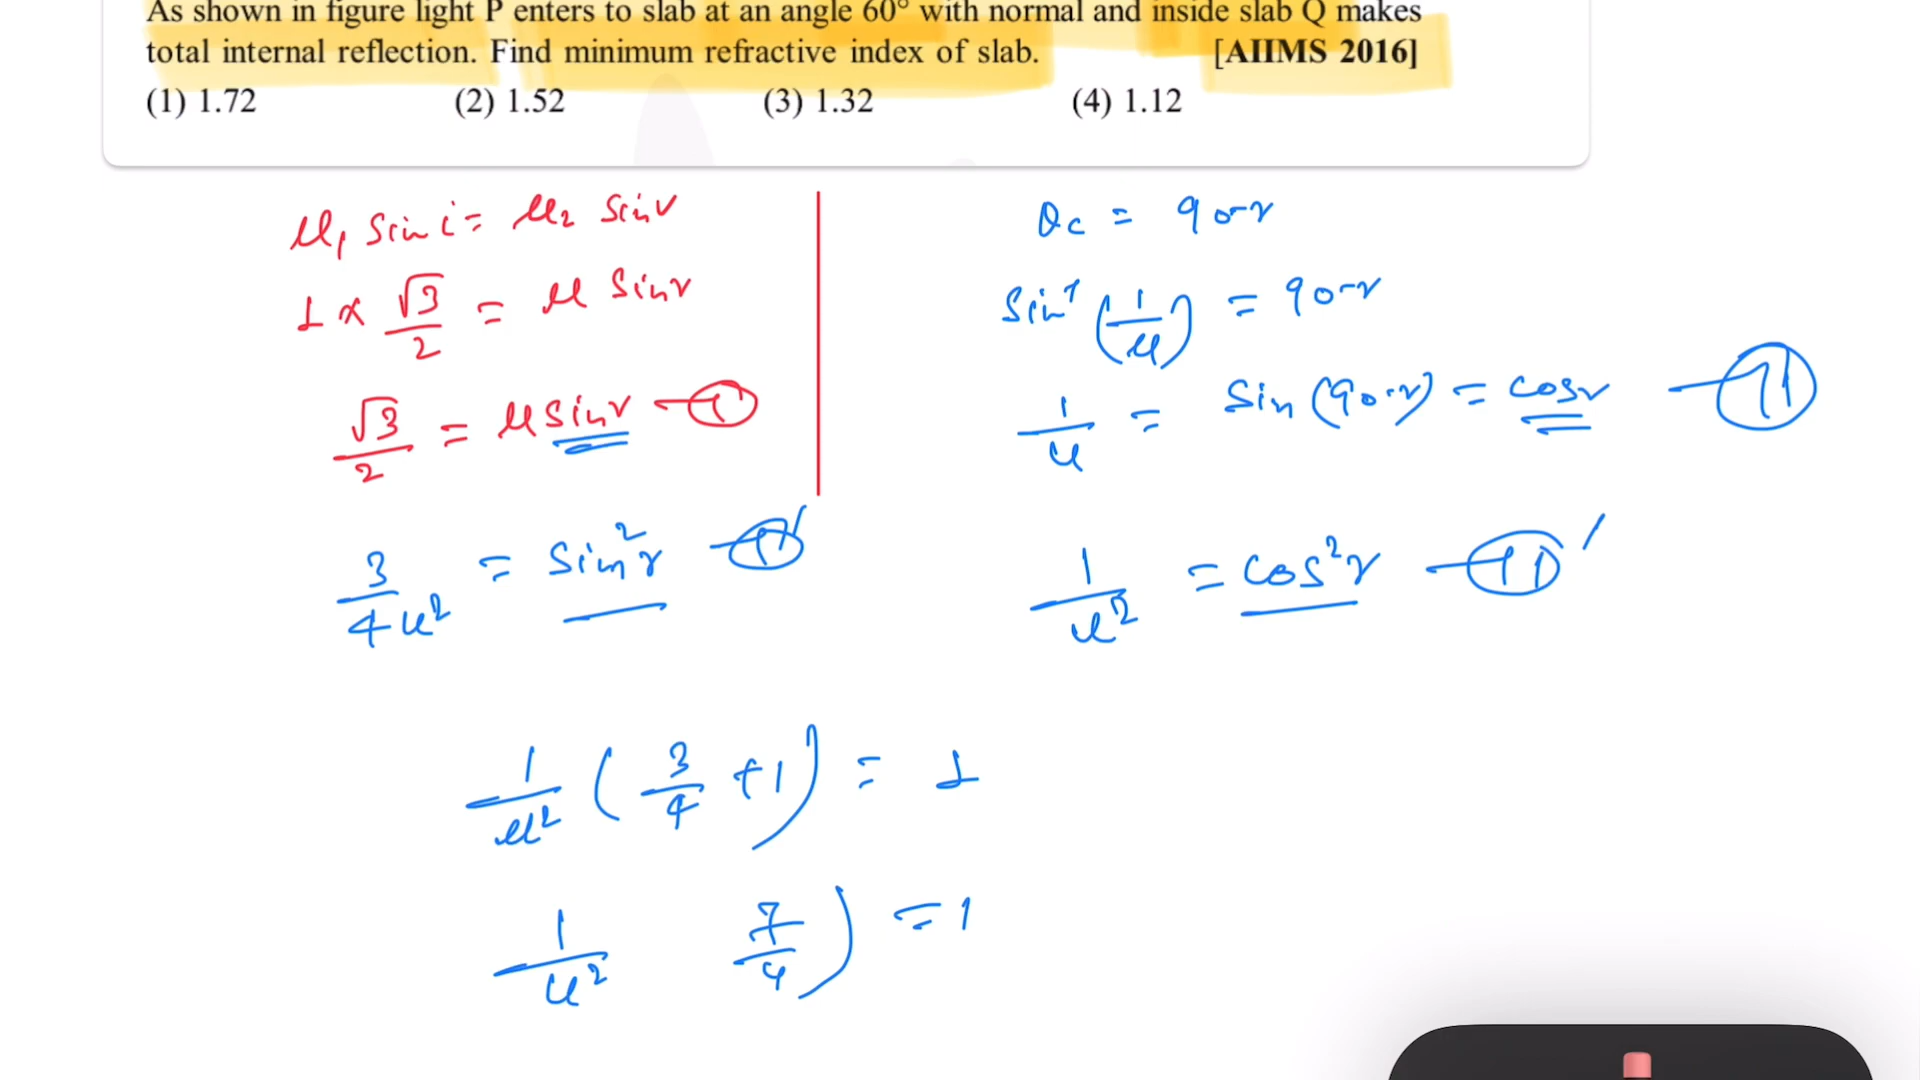 As shown in figure light P enters to slab at an angle 60° with normal and inside slab Q makes
total internal reflection. Find minimum refractive index of slab. [AIIMS 2016]
(1) 1.72 (2) 1.52 (3) 1.32 (4) 1.12
μ₁ sin i = μ₂ sin r
1 × √3/2 = μ sin r
√3/2 = μ sin r — (I)
3/4μ² = sin² r — (I)'
θc = 90-r
sin⁻¹ (1/μ) = 90-r
1/μ = sin (90-r) = cos r — (II)
1/μ² = cos² r — (II)'
1/μ² (3/4 + 1) = 1
1/μ² 7/4) = 1